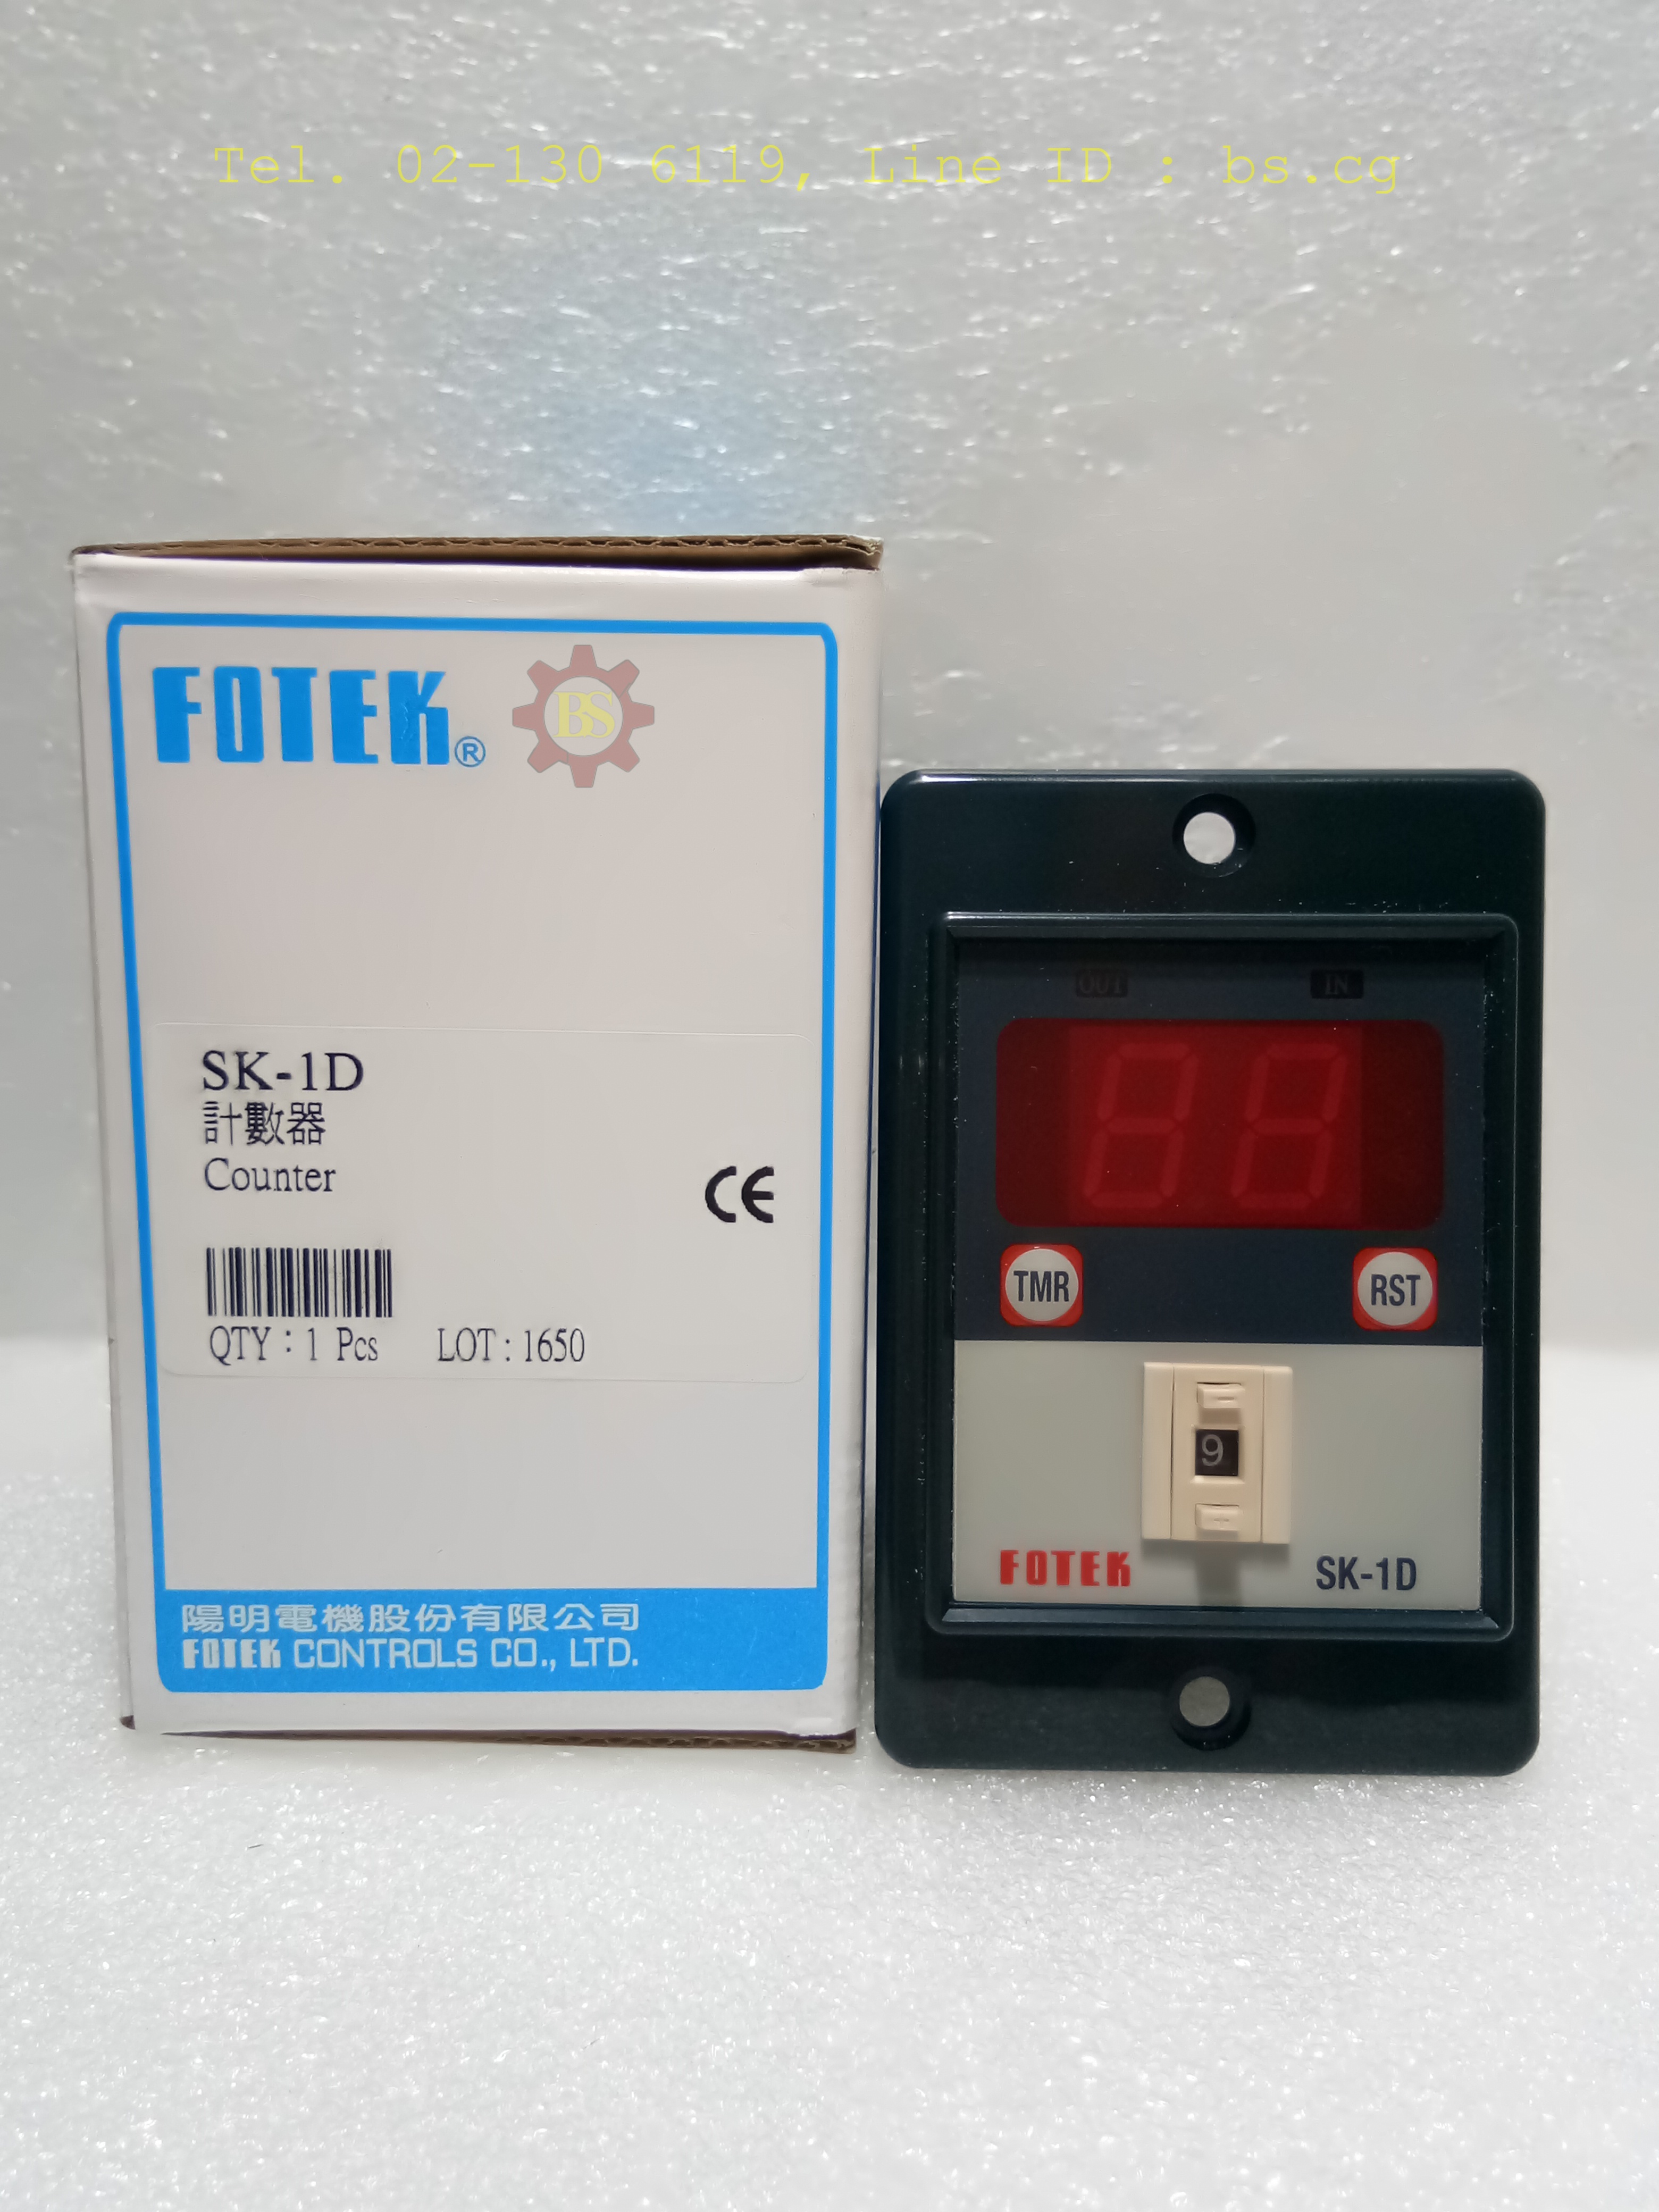 Tel. 02-130 6119, Line ID : bs.cg
FOTEK®
BS
SK-1D
計數器
Counter
CE
QTY : 1 Pcs LOT : 1650
陽明電機股份有限公司
FOTEK CONTROLS CO., LTD.
OUT IN
TMR RST
9
FOTEK SK-1D